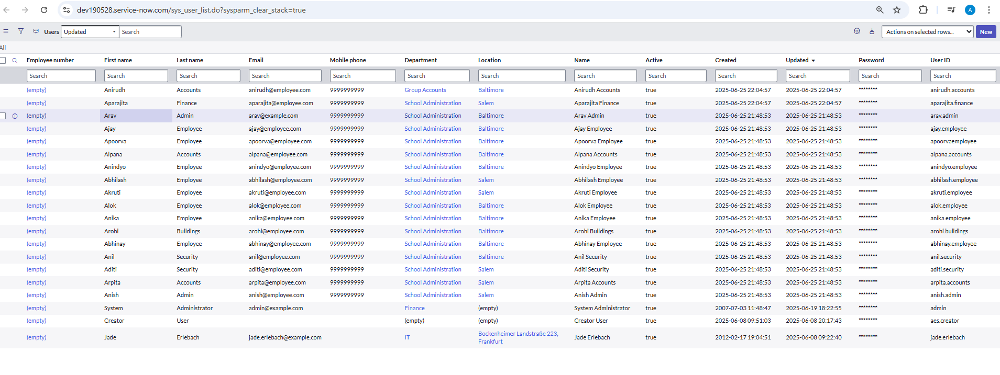 dev190528.service-now.com/sys_user_list.do?sysparm_clear_stack=true
A
Users Updated Search Actions on selected rows... New
All
Employee number First name Last name Email Mobile phone Department Location Name Active Created Updated Password User ID
Search Search Search Search Search Search Search Search Search Search Search Search Search
(empty) Anirudh Accounts anirudh@employee.com 9999999999 Group Accounts Baltimore Anirudh Accounts true 2025-06-25 22:04:57 2025-06-25 22:04:57 ******** anirudh.accounts
(empty) Aparajita Finance aparajita@employee.com 9999999999 School Administration Salem Aparajita Finance true 2025-06-25 22:04:57 2025-06-25 22:04:57 ******** aparajita.finance
(empty) Arav Admin arav@example.com 9999999999 School Administration Baltimore Arav Admin true 2025-06-25 21:48:53 2025-06-25 21:48:53 ******** arav.admin
(empty) Ajay Employee ajay@employee.com 9999999999 School Administration Baltimore Ajay Employee true 2025-06-25 21:48:53 2025-06-25 21:48:53 ******** ajay.employee
(empty) Apoorva Employee apoorva@employee.com 9999999999 School Administration Baltimore Apoorva Employee true 2025-06-25 21:48:53 2025-06-25 21:48:53 ******** apoorvaemployee
(empty) Alpana Accounts alpana@employee.com 9999999999 School Administration Baltimore Alpana Accounts true 2025-06-25 21:48:53 2025-06-25 21:48:53 ******** alpana.accounts
(empty) Anindyo Employee anindyo@employee.com 9999999999 School Administration Baltimore Anindyo Employee true 2025-06-25 21:48:53 2025-06-25 21:48:53 ******** anindyo.employee
(empty) Abhilash Employee abhilash@employee.com 9999999999 School Administration Salem Abhilash Employee true 2025-06-25 21:48:53 2025-06-25 21:48:53 ******** abhilash.employee
(empty) Akruti Employee akruti@employee.com 9999999999 School Administration Salem Akruti Employee true 2025-06-25 21:48:53 2025-06-25 21:48:53 ******** akruti.employee
(empty) Alok Employee alok@employee.com 9999999999 School Administration Baltimore Alok Employee true 2025-06-25 21:48:53 2025-06-25 21:48:53 ******** alok.employee
(empty) Anika Employee anika@employee.com 9999999999 School Administration Baltimore Anika Employee true 2025-06-25 21:48:53 2025-06-25 21:48:53 ******** anika.employee
(empty) Arohi Buildings arohi@employee.com 9999999999 School Administration Baltimore Arohi Buildings true 2025-06-25 21:48:53 2025-06-25 21:48:53 ******** arohi.buildings
(empty) Abhinay Employee abhinay@employee.com 9999999999 School Administration Baltimore Abhinay Employee true 2025-06-25 21:48:53 2025-06-25 21:48:53 ******** abhinay.employee
(empty) Anil Security anil@employee.com 9999999999 School Administration Baltimore Anil Security true 2025-06-25 21:48:53 2025-06-25 21:48:53 ******** anil.security
(empty) Aditi Security aditi@employee.com 9999999999 School Administration Salem Aditi Security true 2025-06-25 21:48:53 2025-06-25 21:48:53 ******** aditi.security
(empty) Arpita Accounts arpita@employee.com 9999999999 School Administration Salem Arpita Accounts true 2025-06-25 21:48:53 2025-06-25 21:48:53 ******** arpita.accounts
(empty) Anish Admin anish@employee.com 9999999999 School Administration Salem Anish Admin true 2025-06-25 21:48:53 2025-06-25 21:48:53 ******** anish.admin
(empty) System Administrator admin@example.com Finance (empty) System Administrator true 2007-07-03 11:48:47 2025-06-19 18:22:55 ******** admin
(empty) Creator User (empty) (empty) Creator User true 2025-06-08 09:51:03 2025-06-08 20:17:43 ******** aes.creator
(empty) Jade Erlebach jade.erlebach@example.com IT Bockenheimer Landstraße 223, Frankfurt Jade Erlebach true 2012-02-17 19:04:51 2025-06-08 09:22:40 ******** jade.erlebach